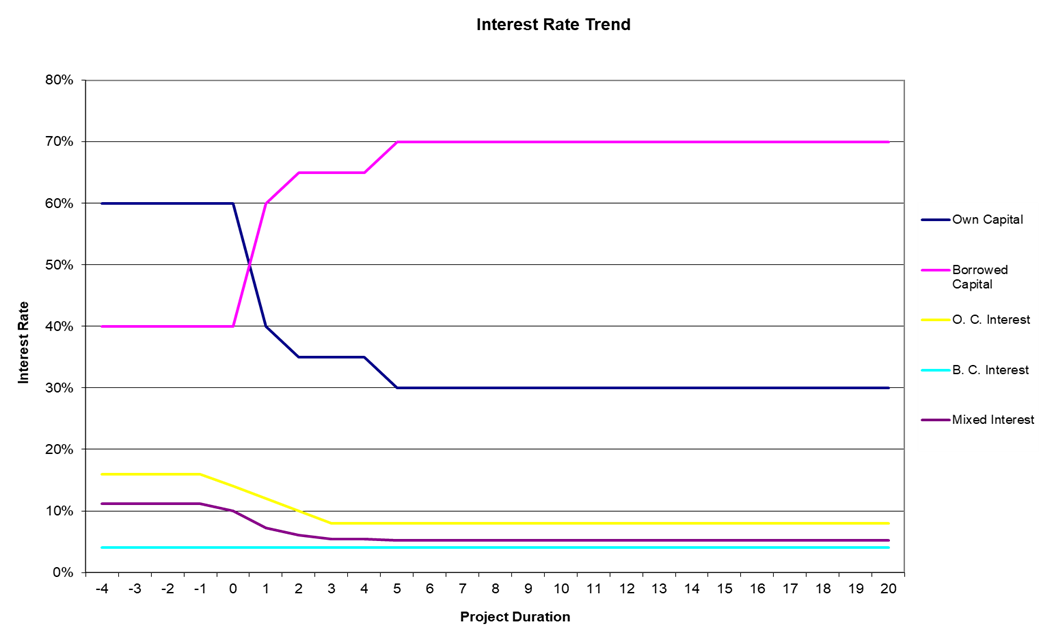 Interest Rate Trend
80%
70%
60%
50%
40%
30%
20%
10%
0%
Interest Rate
-4 -3 -2 -1 0 1 2 3 4 5 6 7 8 9 10 11 12 13 14 15 16 17 18 19 20
Project Duration
Own Capital
Borrowed
Capital
O. C. Interest
B. C. Interest
Mixed Interest